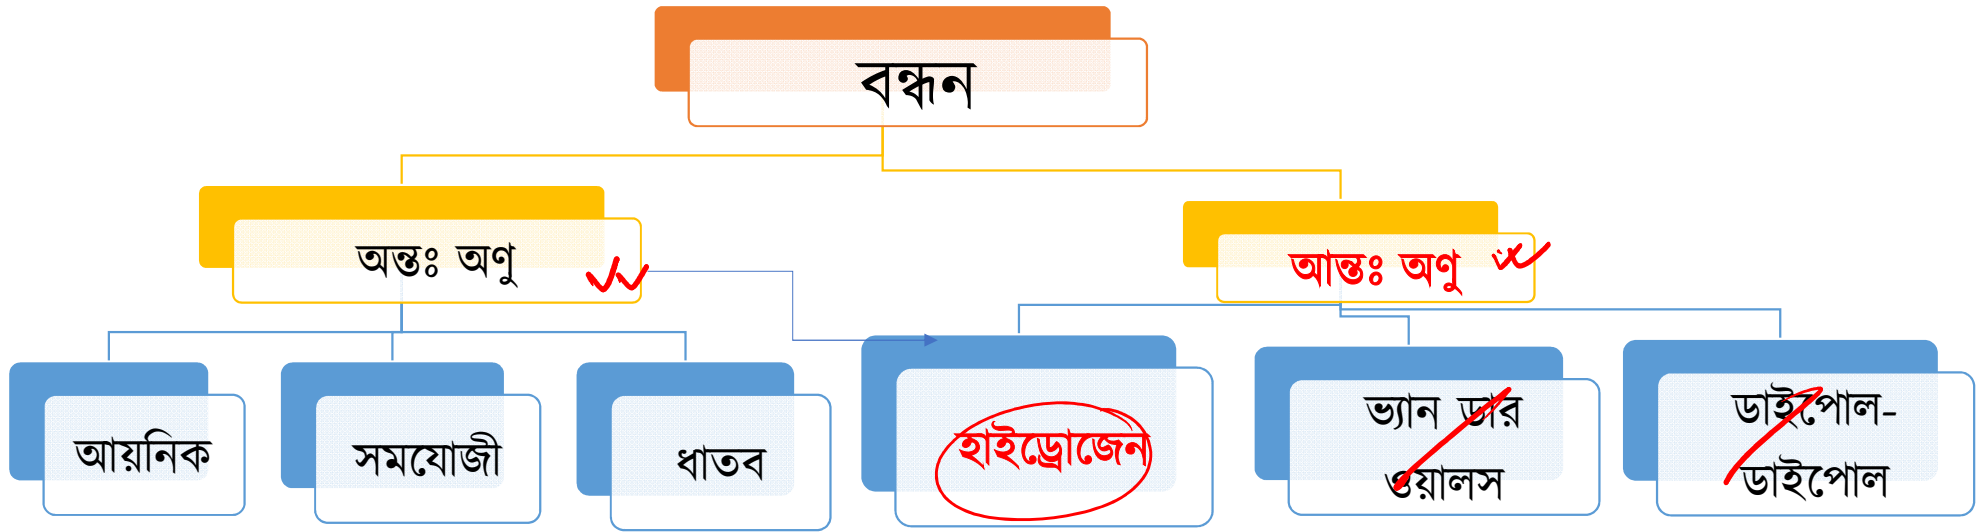 বন্ধন
অন্তঃ অণু
আন্তঃ অণু
আয়নিক
সমযোজী
ধাতব
হাইড্রোজেন
ভ্যান ডার
ওয়ালস
ডাইপোল-
ডাইপোল